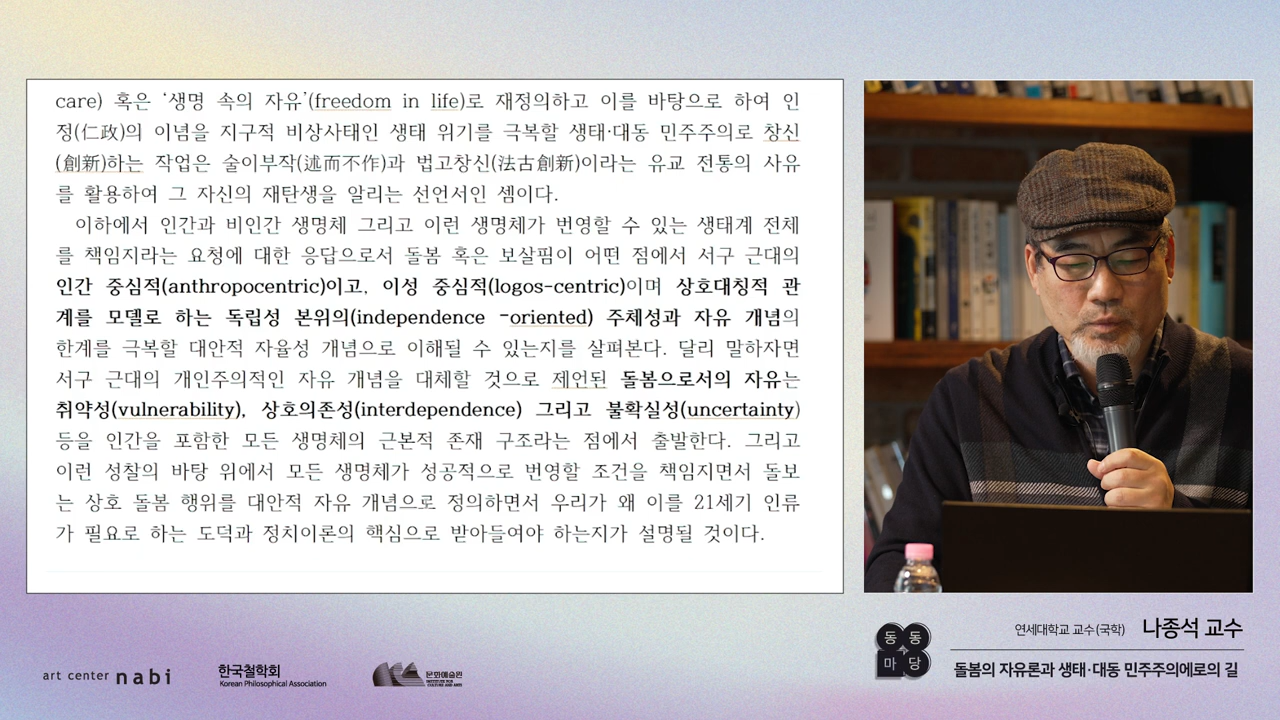 care) 혹은 ‘생명 속의 자유’(freedom in life)로 재정의하고 이를 바탕으로 하여 인
정(仁政)의 이념을 지구적 비상사태인 생태 위기를 극복할 생태·대동 민주주의로 창신
(創新)하는 작업은 술이부작(述而不作)과 법고창신(法古創新)이라는 유교 전통의 사유
를 활용하여 그 자신의 재탄생을 알리는 선언서인 셈이다.
이하에서 인간과 비인간 생명체 그리고 이런 생명체가 번영할 수 있는 생태계 전체
를 책임지라는 요청에 대한 응답으로서 돌봄 혹은 보살핌이 어떤 점에서 서구 근대의
인간 중심적(anthropocentric)이고, 이성 중심적(logos-centric)이며 상호대칭적 관
계를 모델로 하는 독립성 본위의(independence -oriented) 주체성과 자유 개념의
한계를 극복할 대안적 자율성 개념으로 이해될 수 있는지를 살펴본다. 달리 말하자면
서구 근대의 개인주의적인 자유 개념을 대체할 것으로 제언된 돌봄으로서의 자유는
취약성(vulnerability), 상호의존성(interdependence) 그리고 불확실성(uncertainty)
등을 인간을 포함한 모든 생명체의 근본적 존재 구조라는 점에서 출발한다. 그리고
이런 성찰의 바탕 위에서 모든 생명체가 성공적으로 번영할 조건을 책임지면서 돌보
는 상호 돌봄 행위를 대안적 자유 개념으로 정의하면서 우리가 왜 이를 21세기 인류
가 필요로 하는 도덕과 정치이론의 핵심으로 받아들여야 하는지가 설명될 것이다.
동동
마당
연세대학교 교수(국학) 나종석 교수
돌봄의 자유론과 생태·대동 민주주의에로의 길
art center nabi
한국철학회
Korean Philosophical Association
문화예술원
INSTITUTE FOR
CULTURE AND ARTS